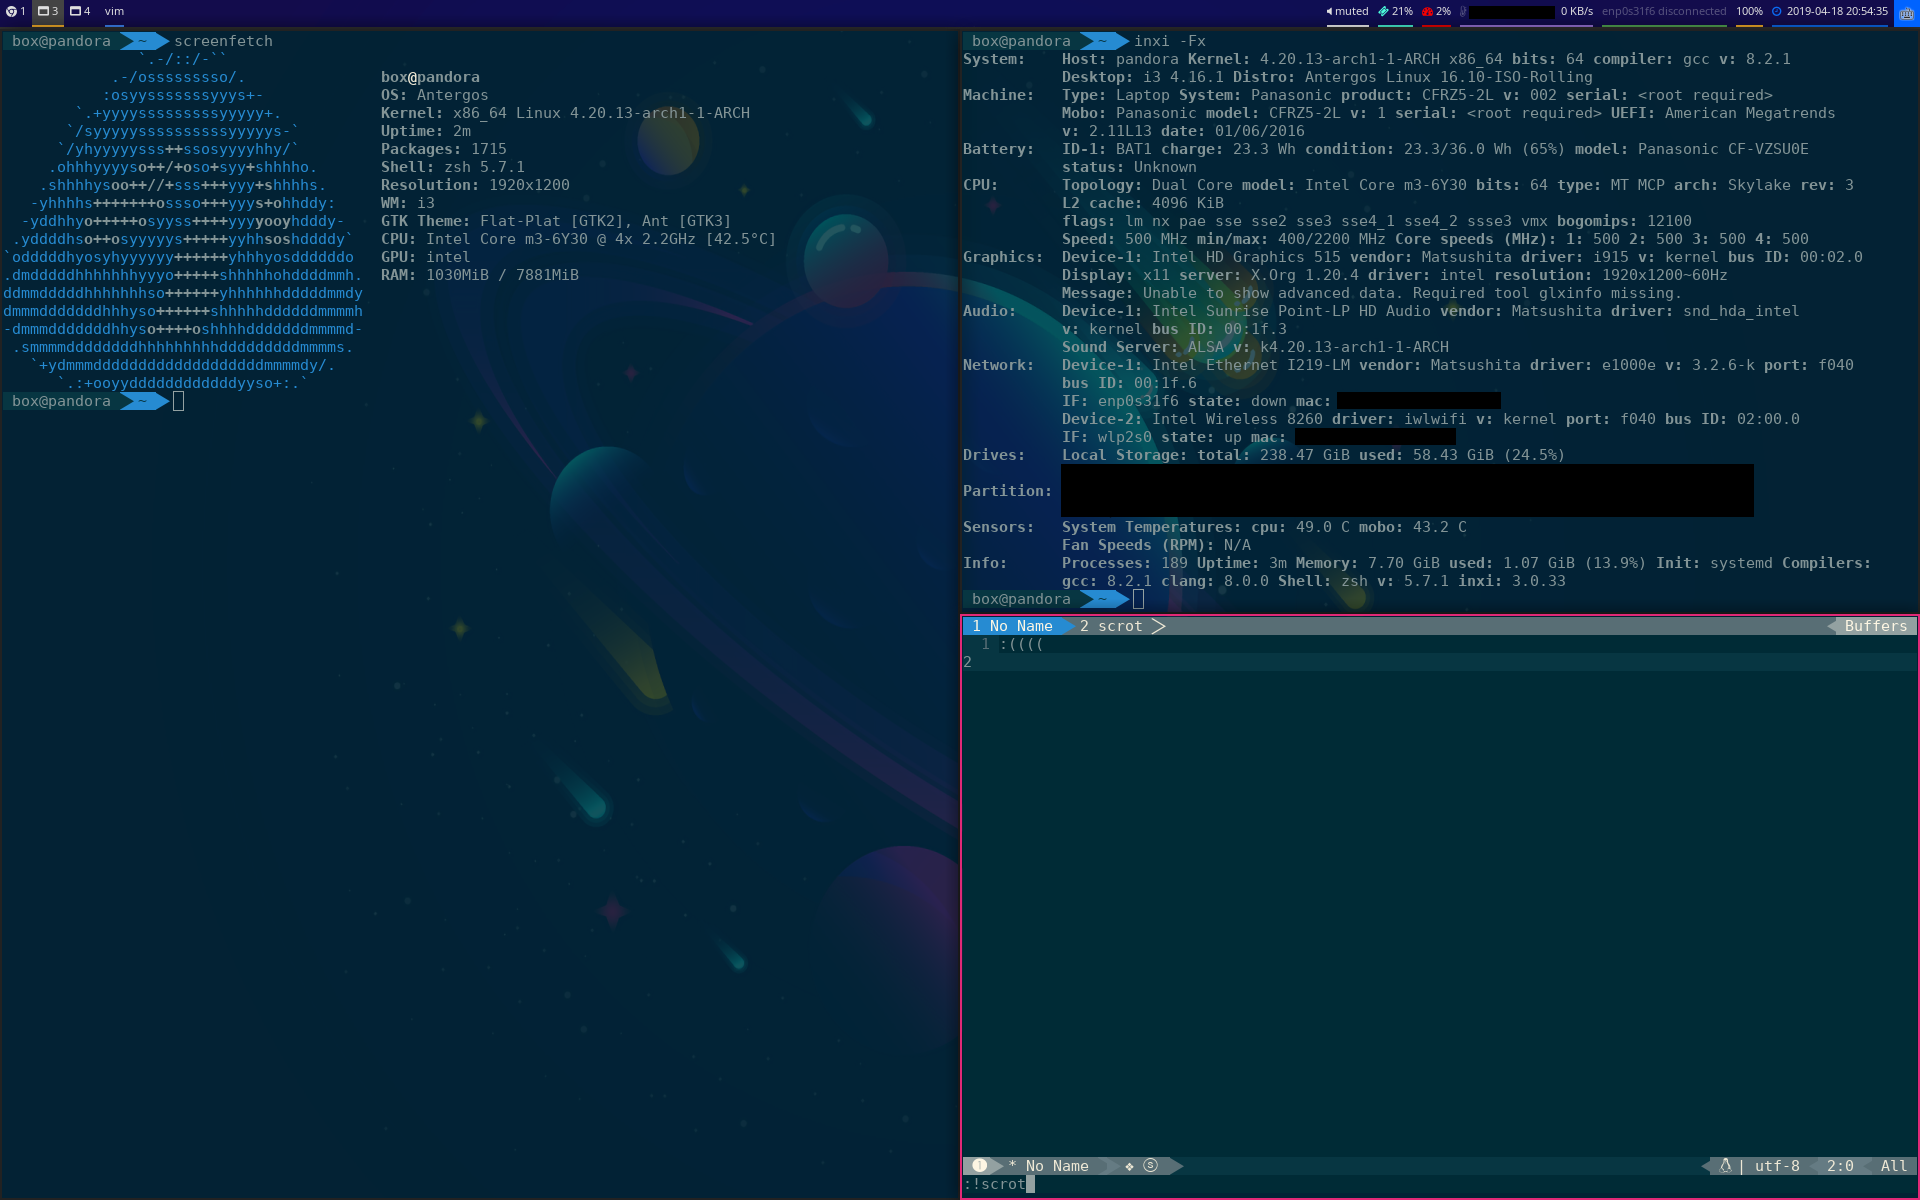 1 3 4 vim muted 21% 2% 0 KB/s enp0s31f6 disconnected 100% 2019-04-18 20:54:35
box@pandora ~ screenfetch
`.-/::/-``
.-/osssssssso/.
:osyysssssssyyys+-
`.+yyyysssssssssyyyyy+.
`/syyyyyssssssssssyyyyys-`
`/yhyyyyysss++ssosyyyyhhy/`
.ohhhyyyyso++/+oso+syy+shhhho.
.shhhhysoo++//+sss+++yyy+shhhhs.
-yhhhhs+++++++ossso+++yyys+ohhddy:
-yddhhyo+++++osyyss++++yyyyooyhdddy-
.yddddhso++osyyyyys+++++yyhhsoshddddy`
`odddddhyosyhyyyyyy++++++yhhhyosddddddo
.dmdddddhhhhhhhyyyo+++++shhhhhohddddmmh.
ddmmdddddhhhhhhhso++++++yhhhhhhdddddmmdy
dmmmdddddddhhhyso++++++shhhhhddddddmmmmh
-dmmmdddddddhhyso++++oshhhhdddddddmmmmd-
.smmmmddddddddhhhhhhhhhdddddddddmmmms.
`+ydmmmdddddddddddddddddddmmmmdy/.
`.:+ooyyddddddddddddyyso+:.`
box@pandora
OS: Antergos
Kernel: x86_64 Linux 4.20.13-arch1-1-ARCH
Uptime: 2m
Packages: 1715
Shell: zsh 5.7.1
Resolution: 1920x1200
WM: i3
GTK Theme: Flat-Plat [GTK2], Ant [GTK3]
CPU: Intel Core m3-6Y30 @ 4x 2.2GHz [42.5°C]
GPU: intel
RAM: 1030MiB / 7881MiB
box@pandora ~
box@pandora ~ inxi -Fx
System: Host: pandora Kernel: 4.20.13-arch1-1-ARCH x86_64 bits: 64 compiler: gcc v: 8.2.1
Desktop: i3 4.16.1 Distro: Antergos Linux 16.10-ISO-Rolling
Machine: Type: Laptop System: Panasonic product: CFRZ5-2L v: 002 serial: <root required>
Mobo: Panasonic model: CFRZ5-2L v: 1 serial: <root required> UEFI: American Megatrends
v: 2.11L13 date: 01/06/2016
Battery: ID-1: BAT1 charge: 23.3 Wh condition: 23.3/36.0 Wh (65%) model: Panasonic CF-VZSU0E
status: Unknown
CPU: Topology: Dual Core model: Intel Core m3-6Y30 bits: 64 type: MT MCP arch: Skylake rev: 3
L2 cache: 4096 KiB
flags: lm nx pae sse sse2 sse3 sse4_1 sse4_2 ssse3 vmx bogomips: 12100
Speed: 500 MHz min/max: 400/2200 MHz Core speeds (MHz): 1: 500 2: 500 3: 500 4: 500
Graphics: Device-1: Intel HD Graphics 515 vendor: Matsushita driver: i915 v: kernel bus ID: 00:02.0
Display: x11 server: X.Org 1.20.4 driver: intel resolution: 1920x1200~60Hz
Message: Unable to show advanced data. Required tool glxinfo missing.
Audio: Device-1: Intel Sunrise Point-LP HD Audio vendor: Matsushita driver: snd_hda_intel
v: kernel bus ID: 00:1f.3
Sound Server: ALSA v: k4.20.13-arch1-1-ARCH
Network: Device-1: Intel Ethernet I219-LM vendor: Matsushita driver: e1000e v: 3.2.6-k port: f040
bus ID: 00:1f.6
IF: enp0s31f6 state: down mac:
Device-2: Intel Wireless 8260 driver: iwlwifi v: kernel port: f040 bus ID: 02:00.0
IF: wlp2s0 state: up mac:
Drives: Local Storage: total: 238.47 GiB used: 58.43 GiB (24.5%)
Partition:
Sensors: System Temperatures: cpu: 49.0 C mobo: 43.2 C
Fan Speeds (RPM): N/A
Info: Processes: 189 Uptime: 3m Memory: 7.70 GiB used: 1.07 GiB (13.9%) Init: systemd Compilers:
gcc: 8.2.1 clang: 8.0.0 Shell: zsh v: 5.7.1 inxi: 3.0.33
box@pandora ~
1 No Name 2 scrot Buffers
1 :((((
2
1 * No Name ❖ ⓢ | utf-8 2:0 All
:!scrot